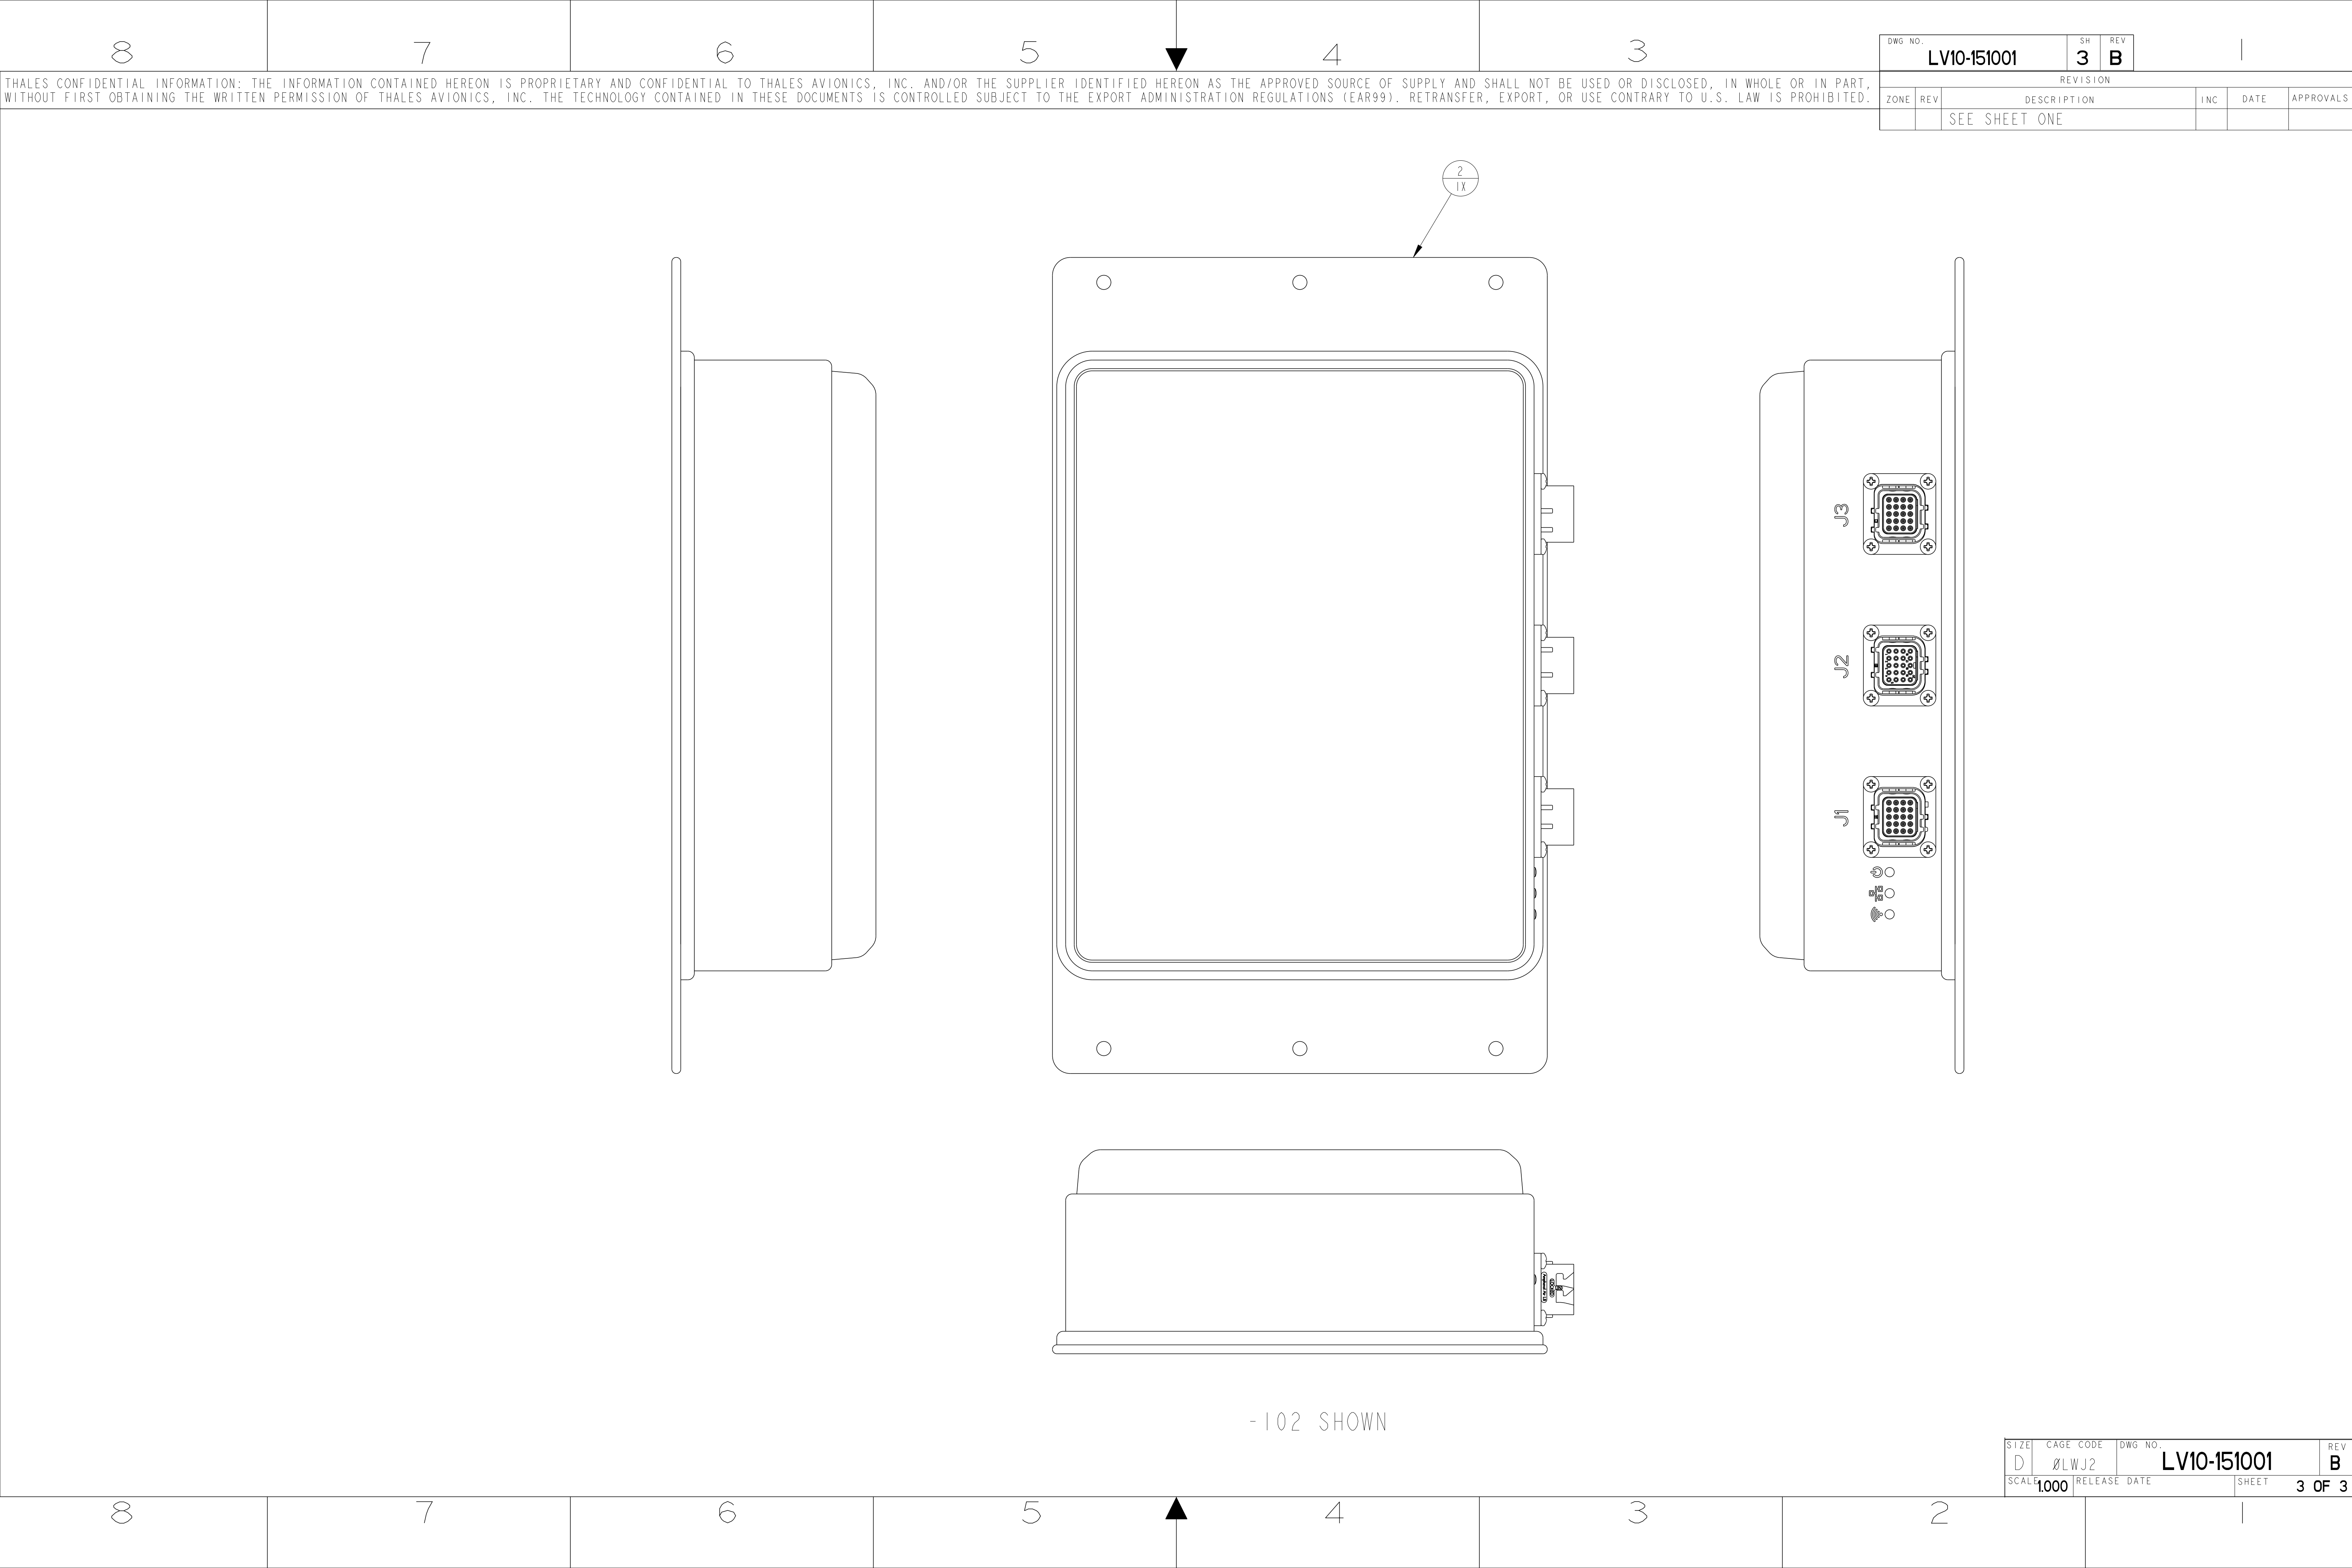 8 7 6 5 4 3 1
DWG NO. SH REV
LV10-151001 3 B
THALES CONFIDENTIAL INFORMATION: THE INFORMATION CONTAINED HEREON IS PROPRIETARY AND CONFIDENTIAL TO THALES AVIONICS, INC. AND/OR THE SUPPLIER IDENTIFIED HEREON AS THE APPROVED SOURCE OF SUPPLY AND SHALL NOT BE USED OR DISCLOSED, IN WHOLE OR IN PART,
WITHOUT FIRST OBTAINING THE WRITTEN PERMISSION OF THALES AVIONICS, INC. THE TECHNOLOGY CONTAINED IN THESE DOCUMENTS IS CONTROLLED SUBJECT TO THE EXPORT ADMINISTRATION REGULATIONS (EAR99). RETRANSFER, EXPORT, OR USE CONTRARY TO U.S. LAW IS PROHIBITED.
REVISION
ZONE REV DESCRIPTION INC DATE APPROVALS
SEE SHEET ONE
2
1X
J3
J2
J1
-102 SHOWN
SIZE CAGE CODE DWG NO. REV
D ØLWJ2 LV10-151001 B
SCALE 1.000 RELEASE DATE SHEET 3 OF 3
8 7 6 5 4 3 2 1